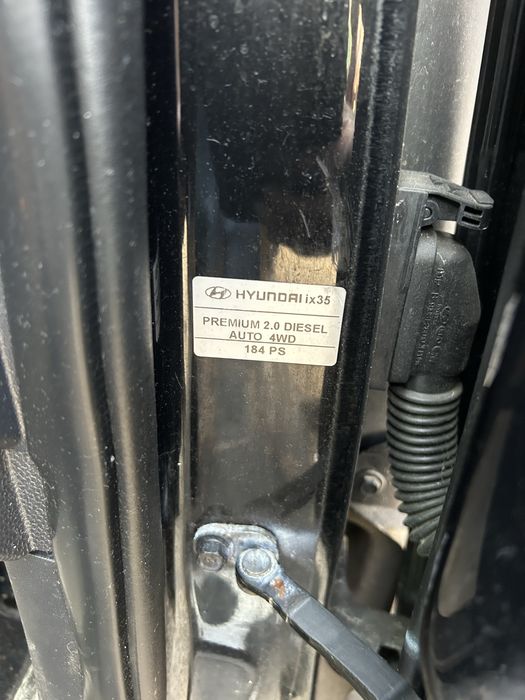 HYUNDAI ix35
PREMIUM 2.0 DIESEL
AUTO 4WD
184 PS